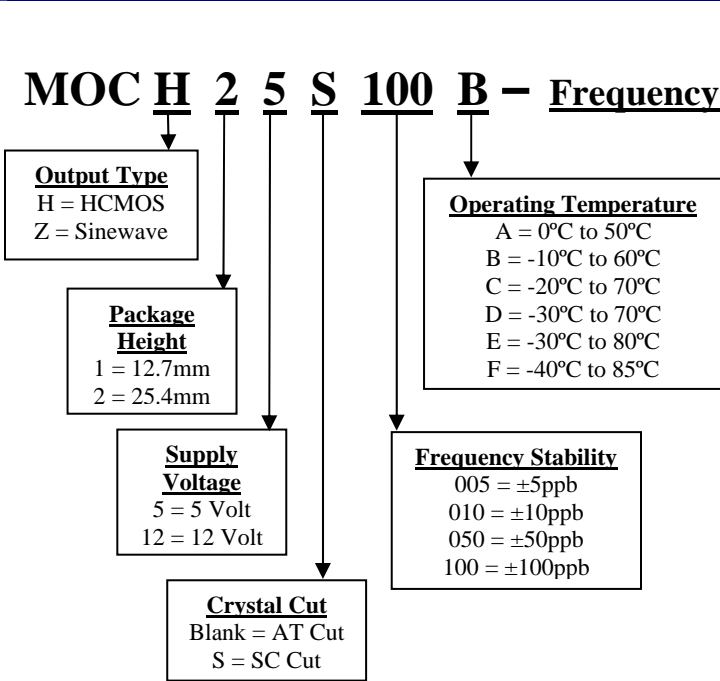 MOC H 2 5 S 100 B – Frequency
Output Type
H = HCMOS
Z = Sinewave
Package
Height
1 = 12.7mm
2 = 25.4mm
Supply
Voltage
5 = 5 Volt
12 = 12 Volt
Crystal Cut
Blank = AT Cut
S = SC Cut
Operating Temperature
A = 0ºC to 50ºC
B = -10ºC to 60ºC
C = -20ºC to 70ºC
D = -30ºC to 70ºC
E = -30ºC to 80ºC
F = -40ºC to 85ºC
Frequency Stability
005 = ±5ppb
010 = ±10ppb
050 = ±50ppb
100 = ±100ppb